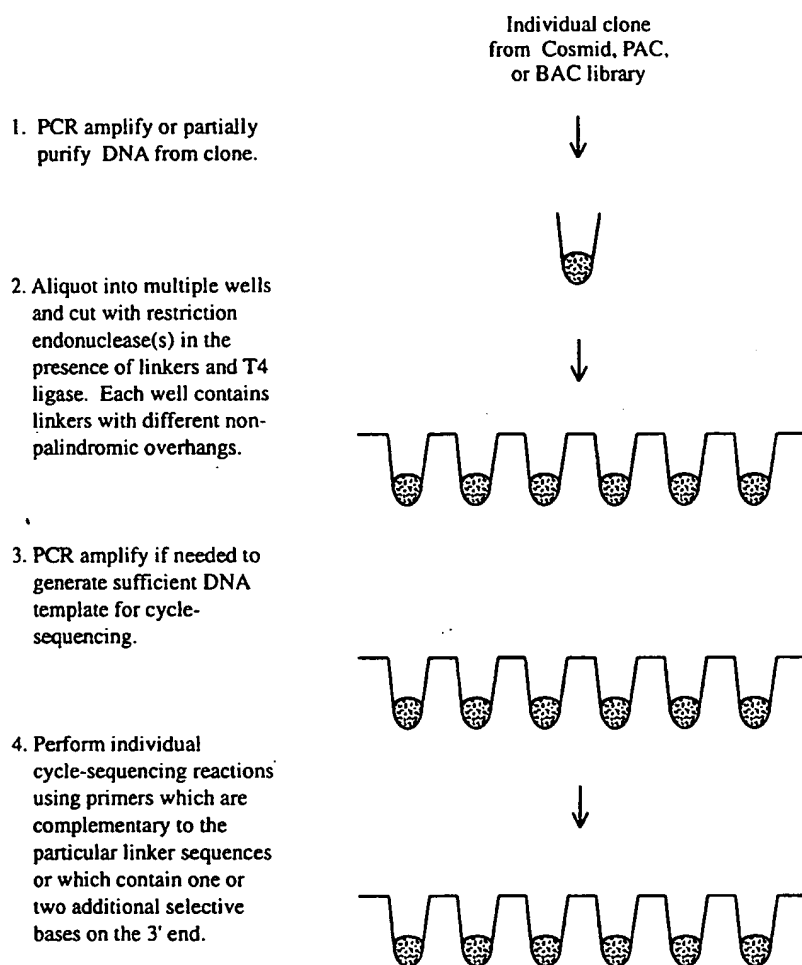 Individual clone
from Cosmid, PAC,
or BAC library
1. PCR amplify or partially
purify DNA from clone.
2. Aliquot into multiple wells
and cut with restriction
endonuclease(s) in the
presence of linkers and T4
ligase. Each well contains
linkers with different non-
palindromic overhangs.
3. PCR amplify if needed to
generate sufficient DNA
template for cycle-
sequencing.
4. Perform individual
cycle-sequencing reactions
using primers which are
complementary to the
particular linker sequences
or which contain one or
two additional selective
bases on the 3' end.